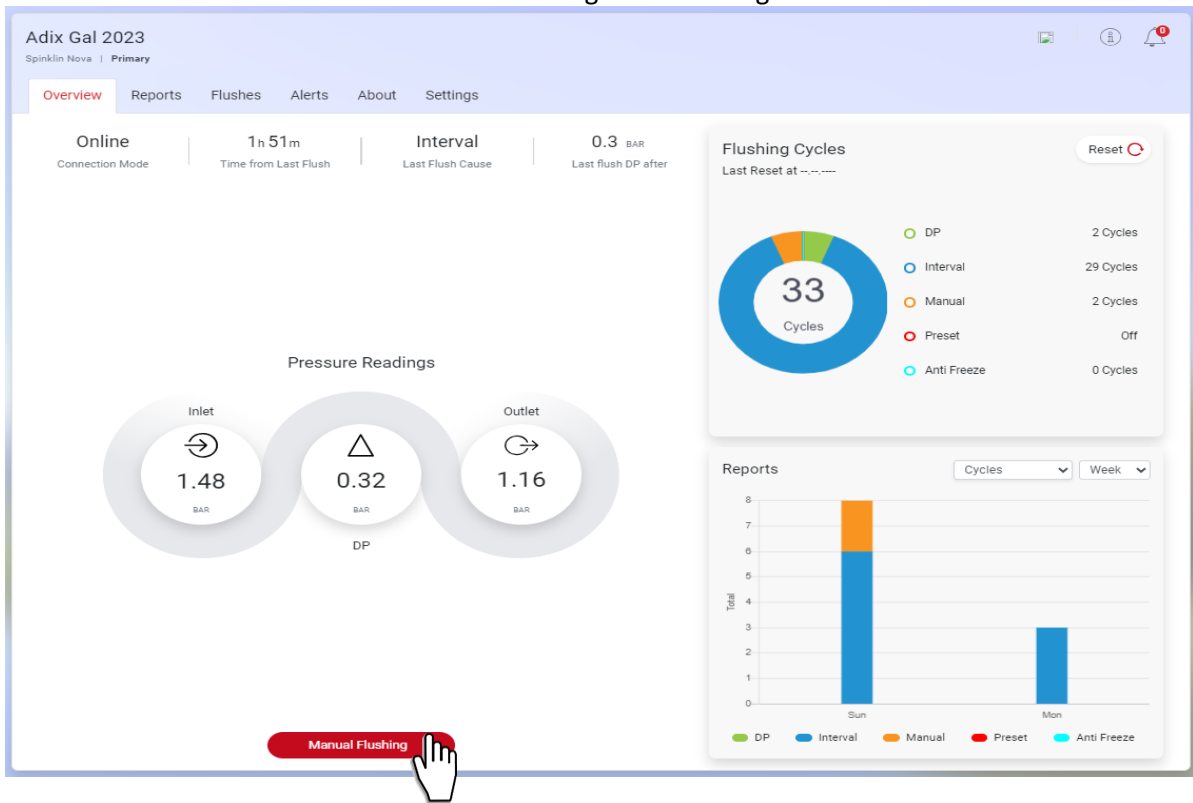 Adix Gal 2023
Spinklin Nova | Primary
0
Overview Reports Flushes Alerts About Settings
Online 1h 51m Interval 0.3 BAR
Connection Mode Time from Last Flush Last Flush Cause Last flush DP after
Pressure Readings
Inlet Outlet
1.48 0.32 1.16
BAR BAR BAR
DP
Manual Flushing
Flushing Cycles Reset
Last Reset at --.--.----
33
Cycles
DP 2 Cycles
Interval 29 Cycles
Manual 2 Cycles
Preset Off
Anti Freeze 0 Cycles
Reports Cycles Week
8
7
6
5
4
3
2
1
0
Total
Sun Mon
DP Interval Manual Preset Anti Freeze